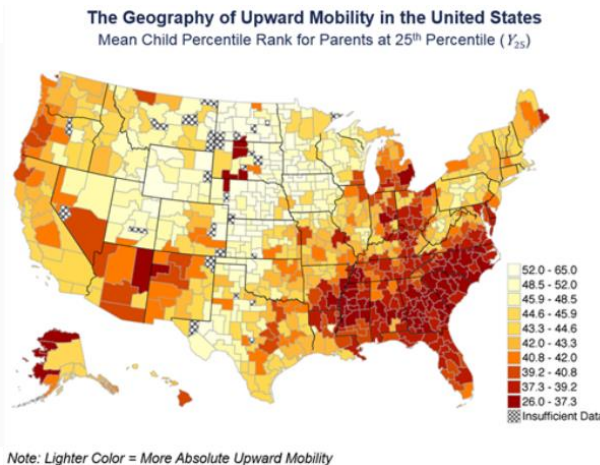 The Geography of Upward Mobility in the United States
Mean Child Percentile Rank for Parents at 25th Percentile (Y25)
52.0 - 65.0
48.5 - 52.0
45.9 - 48.5
44.6 - 45.9
43.3 - 44.6
42.0 - 43.3
40.8 - 42.0
39.2 - 40.8
37.3 - 39.2
26.0 - 37.3
Insufficient Data
Note: Lighter Color = More Absolute Upward Mobility